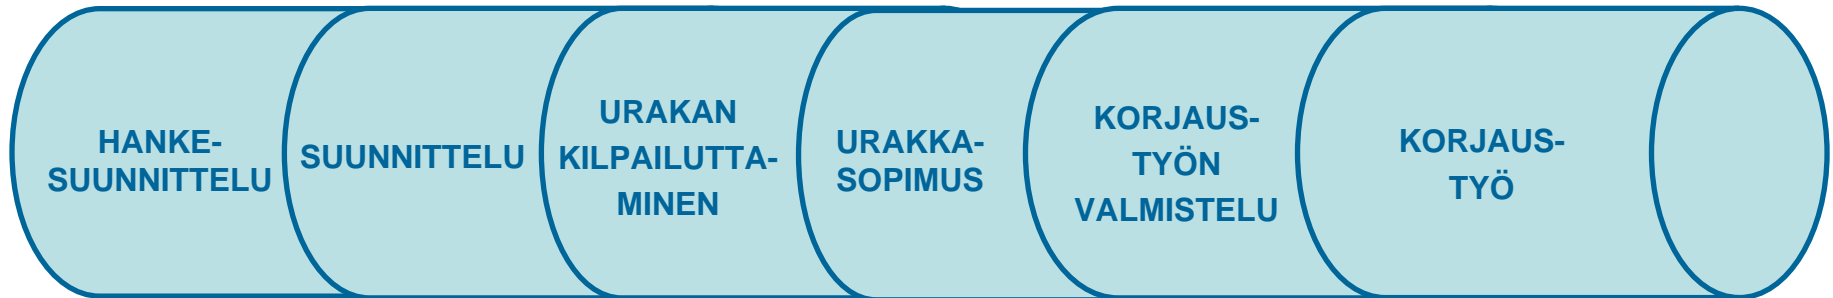 HANKE-
SUUNNITTELU
SUUNNITTELU
URAKAN
KILPAILUTTA-
MINEN
URAKKA-
SOPIMUS
KORJAUS-
TYÖN
VALMISTELU
KORJAUS-
TYÖ